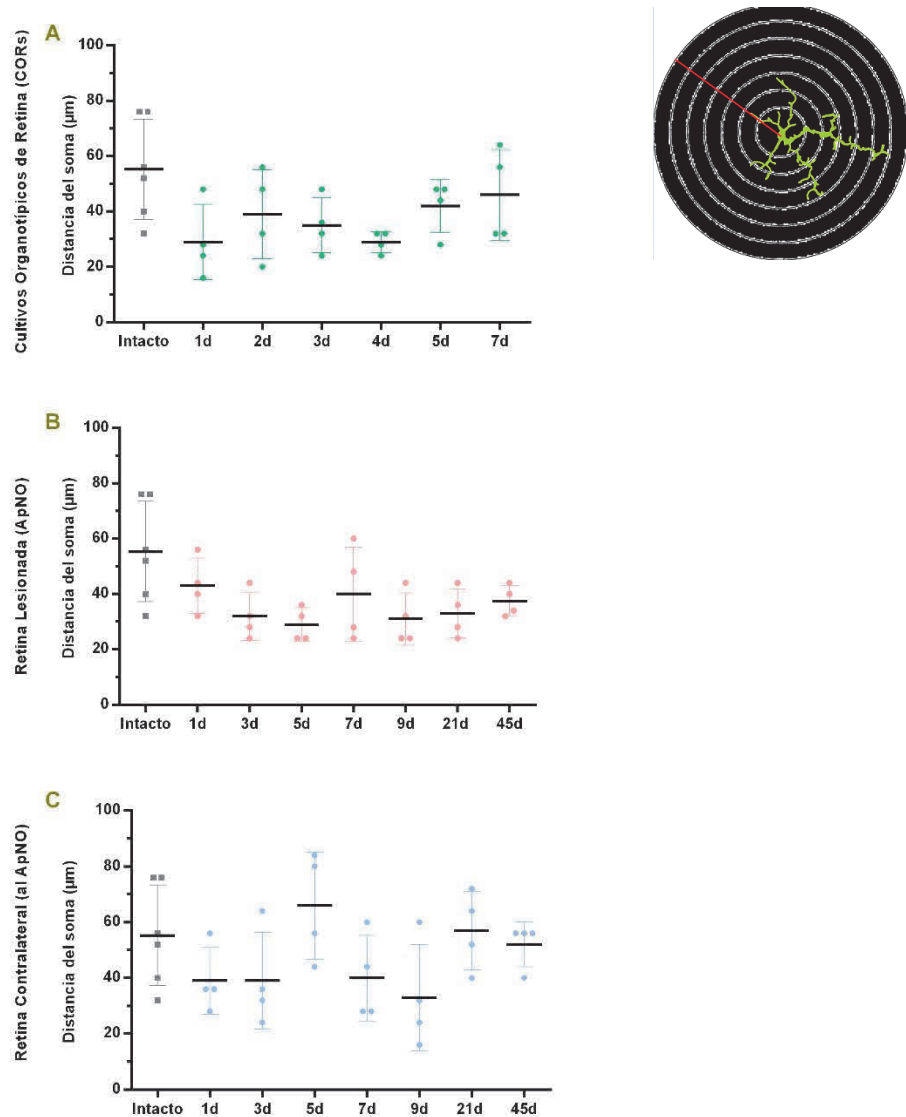 A
Cultivos Organotípicos de Retina (CORs)
Distancia del soma (µm)
100
80
60
40
20
0
Intacto 1d 2d 3d 4d 5d 7d
B
Retina Lesionada (ApNO)
Distancia del soma (µm)
100
80
60
40
20
0
Intacto 1d 3d 5d 7d 9d 21d 45d
C
Retina Contralateral (al ApNO)
Distancia del soma (µm)
100
80
60
40
20
0
Intacto 1d 3d 5d 7d 9d 21d 45d